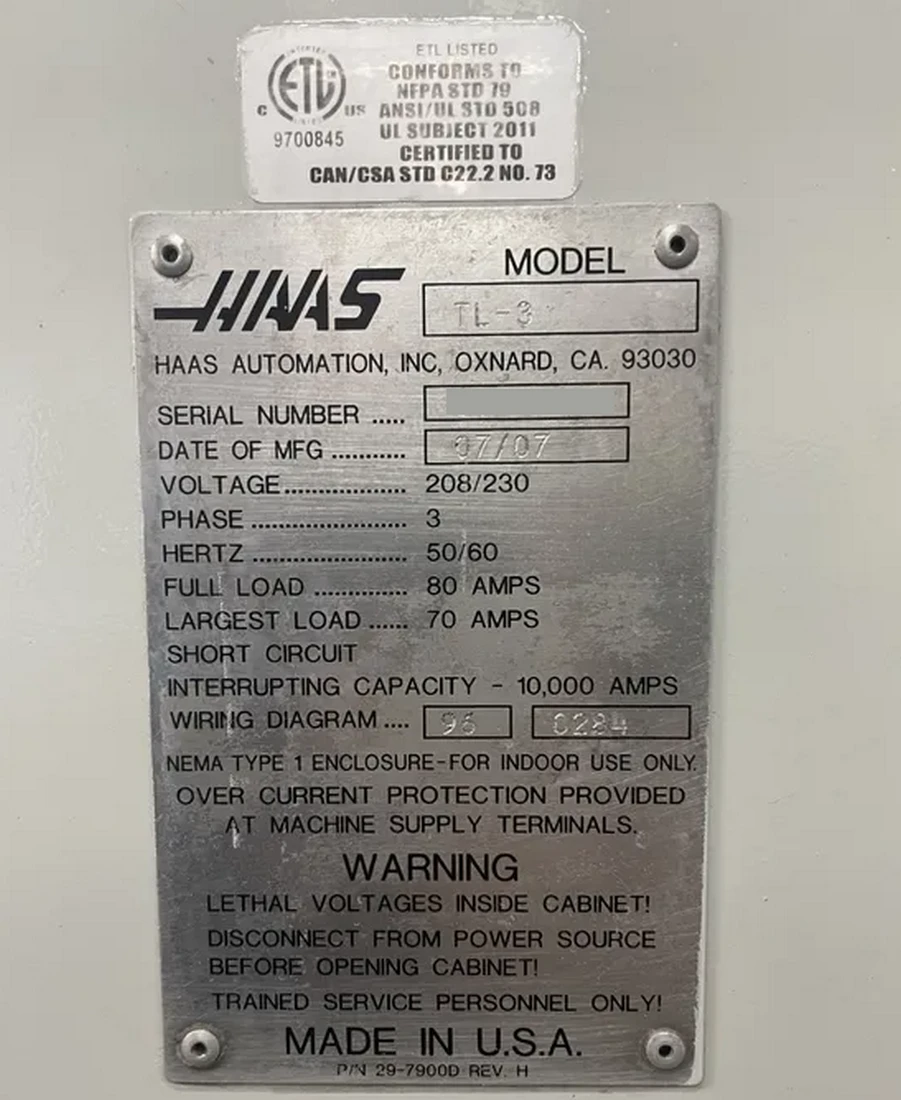 INTERTEK
ETL
LISTED
C US
9700845
ETL LISTED
CONFORMS TO
NFPA STD 79
ANSI/UL STD 508
UL SUBJECT 2011
CERTIFIED TO
CAN/CSA STD C22.2 NO. 73
HAAS
MODEL
TL-3
HAAS AUTOMATION, INC, OXNARD, CA. 93030
SERIAL NUMBER .....
DATE OF MFG ........... 07/07
VOLTAGE.................. 208/230
PHASE ....................... 3
HERTZ ....................... 50/60
FULL LOAD .............. 80 AMPS
LARGEST LOAD ...... 70 AMPS
SHORT CIRCUIT
INTERRUPTING CAPACITY - 10,000 AMPS
WIRING DIAGRAM .... 96 0284
NEMA TYPE 1 ENCLOSURE-FOR INDOOR USE ONLY.
OVER CURRENT PROTECTION PROVIDED
AT MACHINE SUPPLY TERMINALS.
WARNING
LETHAL VOLTAGES INSIDE CABINET!
DISCONNECT FROM POWER SOURCE
BEFORE OPENING CABINET!
TRAINED SERVICE PERSONNEL ONLY!
MADE IN U.S.A.
P/N 29-7900D REV. H